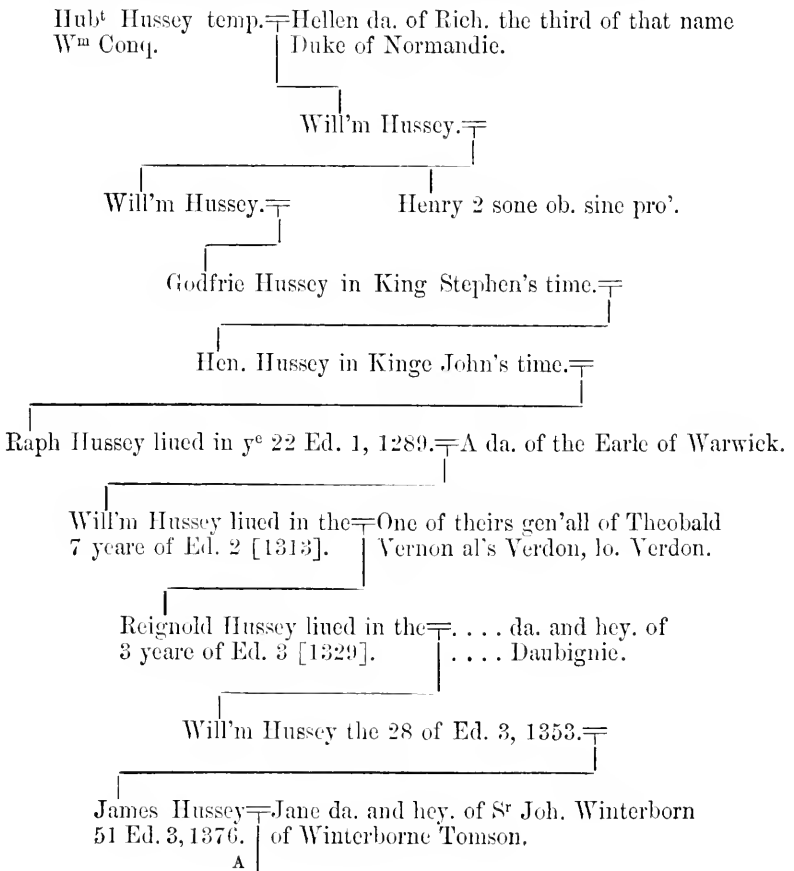 Hubᵗ Hussey temp. Hellen da. of Rich. the third of that name
Wᵐ Conq. Duke of Normandie.
Will'm Hussey.
Will'm Hussey. Henry 2 sone ob. sine pro'.
Godfrie Hussey in King Stephen's time.
Hen. Hussey in Kinge John's time.
Raph Hussey liued in yᵉ 22 Ed. 1, 1289. A da. of the Earle of Warwick.
Will'm Hussey liued in the One of theirs gen'all of Theobald
7 yeare of Ed. 2 [1313]. Vernon al's Verdon, lo. Verdon.
Reignold Hussey liued in the . . . . da. and hey. of
3 yeare of Ed. 3 [1329]. . . . . Daubignie.
Will'm Hussey the 28 of Ed. 3, 1353.
James Hussey Jane da. and hey. of Sʳ Joh. Winterborn
51 Ed. 3, 1376. of Winterborne Tomson.
A